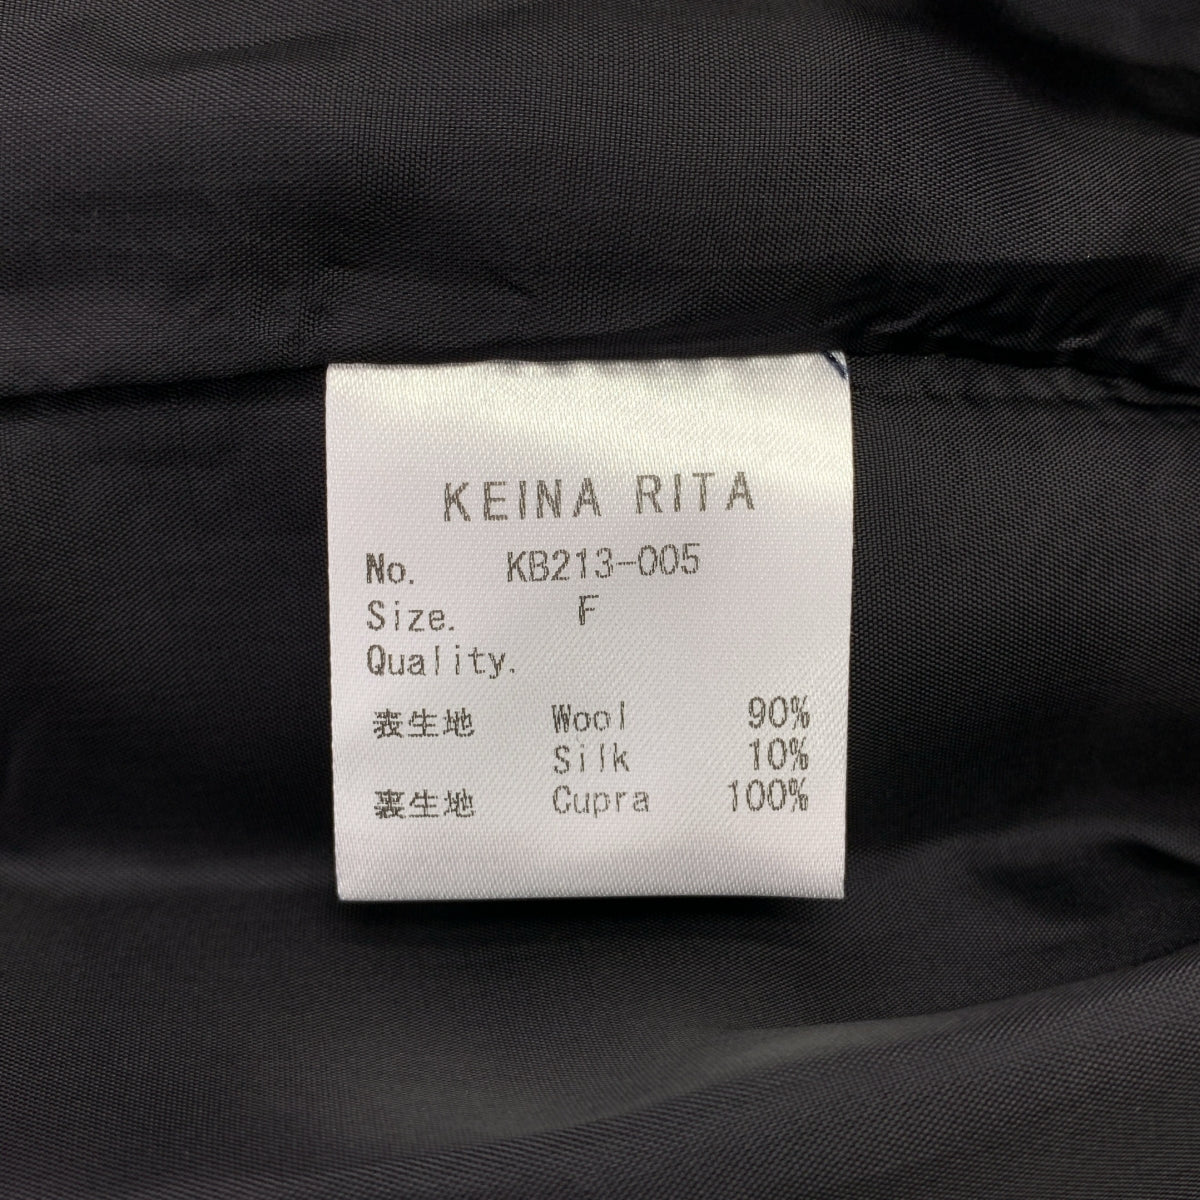 KEINA RITA
No. KB213-005
Size. F
Quality.
表生地 Wool 90%
Silk 10%
裏生地 Cupra 100%